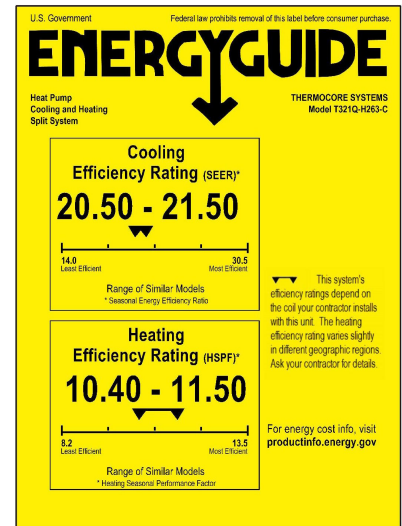 U.S. Government
Federal law prohibits removal of this label before consumer purchase.
ENERGYGUIDE
Heat Pump
Cooling and Heating
Split System
THERMOCORE SYSTEMS
Model T321Q-H263-C
Cooling
Efficiency Rating (SEER)*
20.50 - 21.50
14.0
Least Efficient
30.5
Most Efficient
Range of Similar Models
* Seasonal Energy Efficiency Ratio
This system's
efficiency ratings depend on
the coil your contractor installs
with this unit. The heating
efficiency rating varies slightly
in different geographic regions.
Ask your contractor for details.
Heating
Efficiency Rating (HSPF)*
10.40 - 11.50
8.2
Least Efficient
13.5
Most Efficient
Range of Similar Models
* Heating Seasonal Performance Factor
For energy cost info, visit
productinfo.energy.gov